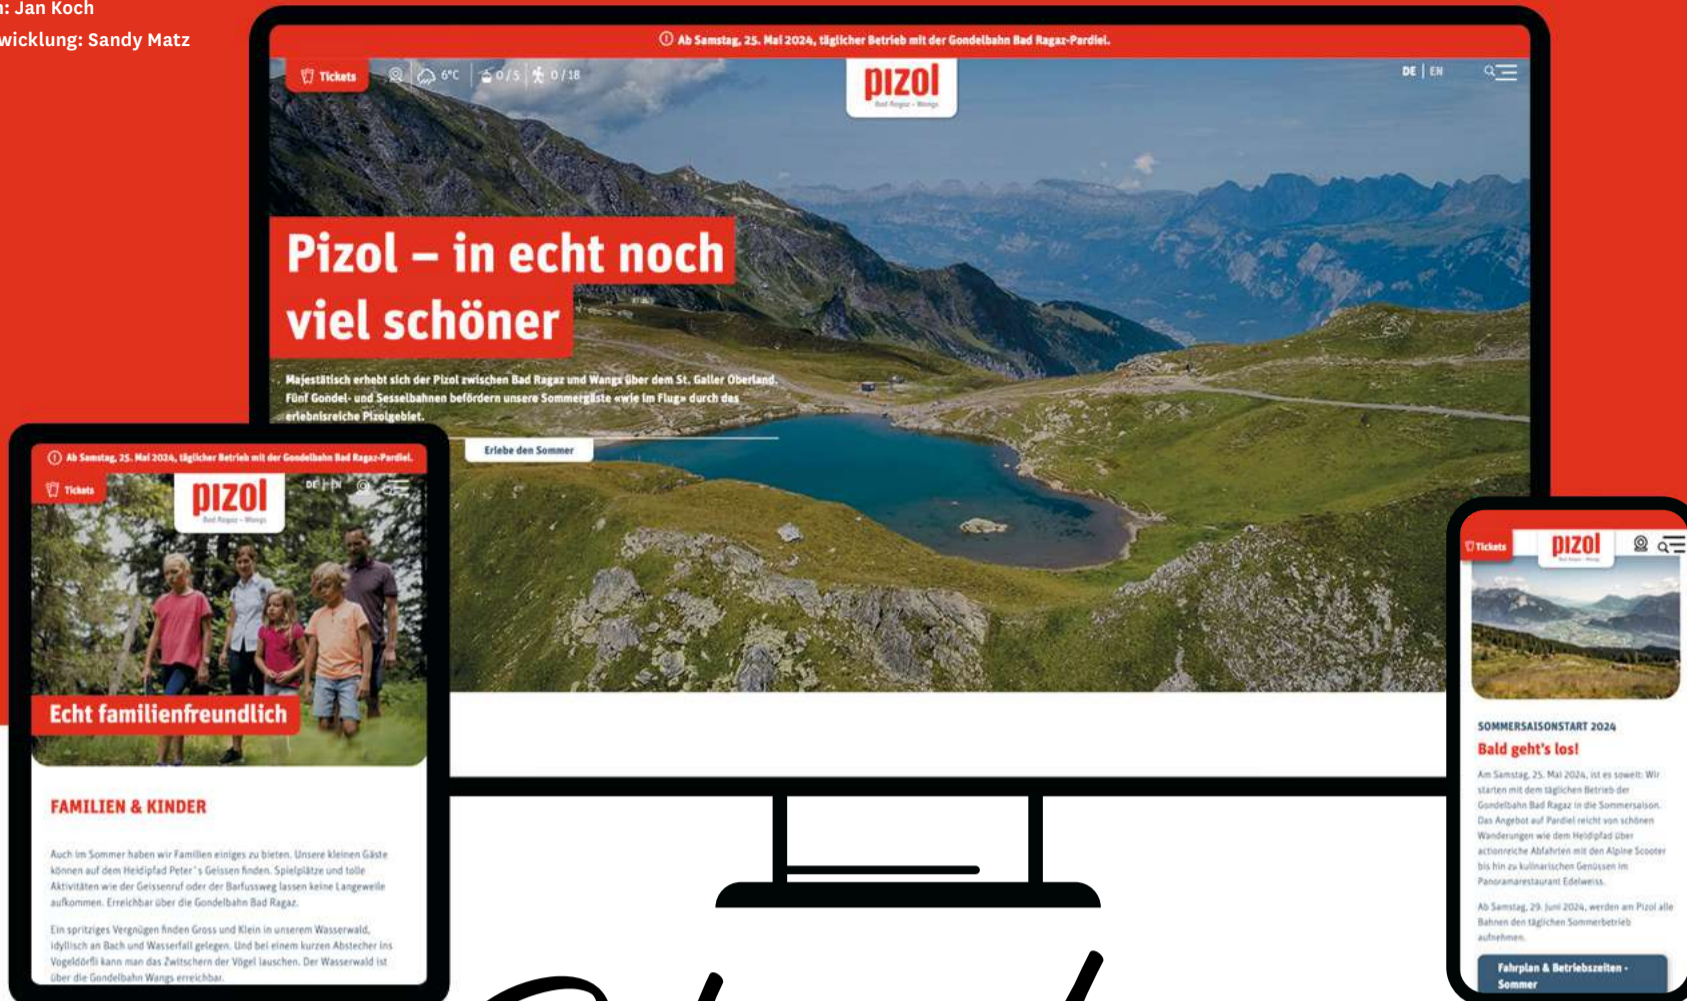 n: Jan Koch
wicklung: Sandy Matz
Ab Samstag, 25. Mai 2024, täglicher Betrieb mit der Gondelbahn Bad Ragaz-Pardiel.
Tickets
6°C
0/5
0/18
pizol
Bad Ragaz – Wangs
DE | EN
Pizol – in echt noch
viel schöner
Majestätisch erhebt sich der Pizol zwischen Bad Ragaz und Wangs über dem St. Galler Oberland.
Fünf Gondel- und Sesselbahnen befördern unsere Sommergäste «wie im Flug» durch das
erlebnisreiche Pizolgebiet.
Erlebe den Sommer
Ab Samstag, 25. Mai 2024, täglicher Betrieb mit der Gondelbahn Bad Ragaz-Pardiel.
Tickets
pizol
Bad Ragaz – Wangs
DE | EN
Echt familienfreundlich
FAMILIEN & KINDER
Auch im Sommer haben wir Familien einiges zu bieten. Unsere kleinen Gäste
können auf dem Heidipfad Peter`s Geissen finden. Spielplätze und tolle
Aktivitäten wie der Geissenruf oder der Barfussweg lassen keine Langeweile
aufkommen. Erreichbar über die Gondelbahn Bad Ragaz.
Ein spritziges Vergnügen finden Gross und Klein in unserem Wasserwald,
idyllisch an Bach und Wasserfall gelegen. Und bei einem kurzen Abstecher ins
Vogeldörfli kann man das Zwitschern der Vögel lauschen. Der Wasserwald ist
über die Gondelbahn Wangs erreichbar.
Tickets
pizol
Bad Ragaz – Wangs
SOMMERSAISONSTART 2024
Bald geht's los!
Am Samstag, 25. Mai 2024, ist es soweit: Wir
starten mit dem täglichen Betrieb der
Gondelbahn Bad Ragaz in die Sommersaison.
Das Angebot auf Pardiel reicht von schönen
Wanderungen wie dem Heidipfad über
actionreiche Abfahrten mit den Alpine Scooter
bis hin zu kulinarischen Genüssen im
Panoramarestaurant Edelweiss.
Ab Samstag, 29. Juni 2024, werden am Pizol alle
Bahnen den täglichen Sommerbetrieb
aufnehmen.
Fahrplan & Betriebszeiten -
Sommer